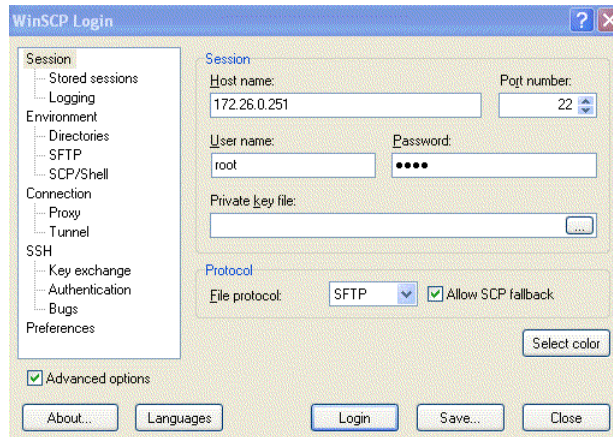 WinSCP Login
Session
Stored sessions
Logging
Environment
Directories
SFTP
SCP/Shell
Connection
Proxy
Tunnel
SSH
Key exchange
Authentication
Bugs
Preferences
Advanced options
Session
Host name: Port number:
172.26.0.251 22
User name: Password:
root ••••
Private key file:
...
Protocol
File protocol: SFTP Allow SCP fallback
Select color
About... Languages Login Save... Close